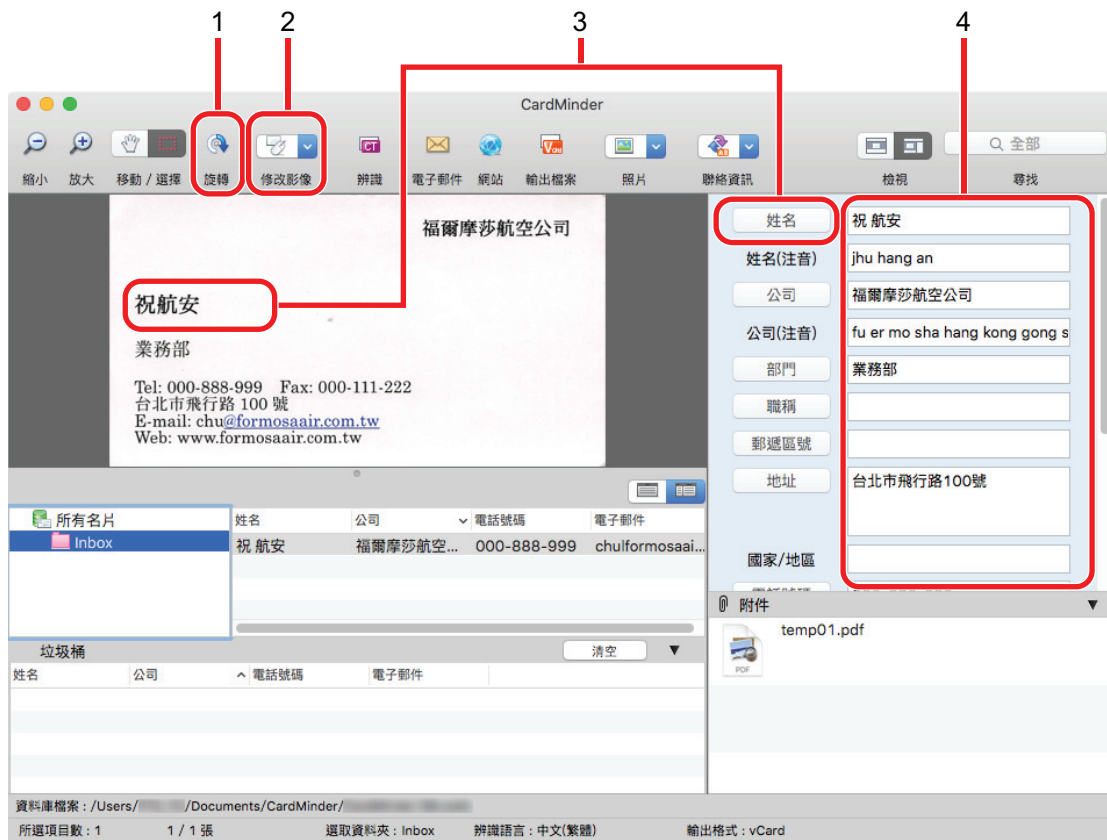 1 2 3 4
CardMinder
CT VCARD
全部
縮小 放大 移動 / 選擇 旋轉 修改影像 辨識 電子郵件 網站 輸出檔案 照片 聯絡資訊 檢視 尋找
福爾摩莎航空公司
祝航安
業務部
Tel: 000-888-999 Fax: 000-111-222
台北市飛行路 100 號
E-mail: chu@formosaair.com.tw
Web: www.formosaair.com.tw
姓名 祝 航安
姓名(注音) jhu hang an
公司 福爾摩莎航空公司
公司(注音) fu er mo sha hang kong gong s
部門 業務部
職稱
郵遞區號
地址 台北市飛行路100號
國家/地區
所有名片
Inbox
姓名 公司 電話號碼 電子郵件
祝 航安 福爾摩莎航空... 000-888-999 chulformosaai...
垃圾桶 清空
姓名 公司 電話號碼 電子郵件
附件
temp01.pdf
PDF
資料庫檔案 : /Users/ /Documents/CardMinder/
所選項目數 : 1 1 / 1 張 選取資料夾 : Inbox 辨識語言 : 中文(繁體) 輸出格式 : vCard